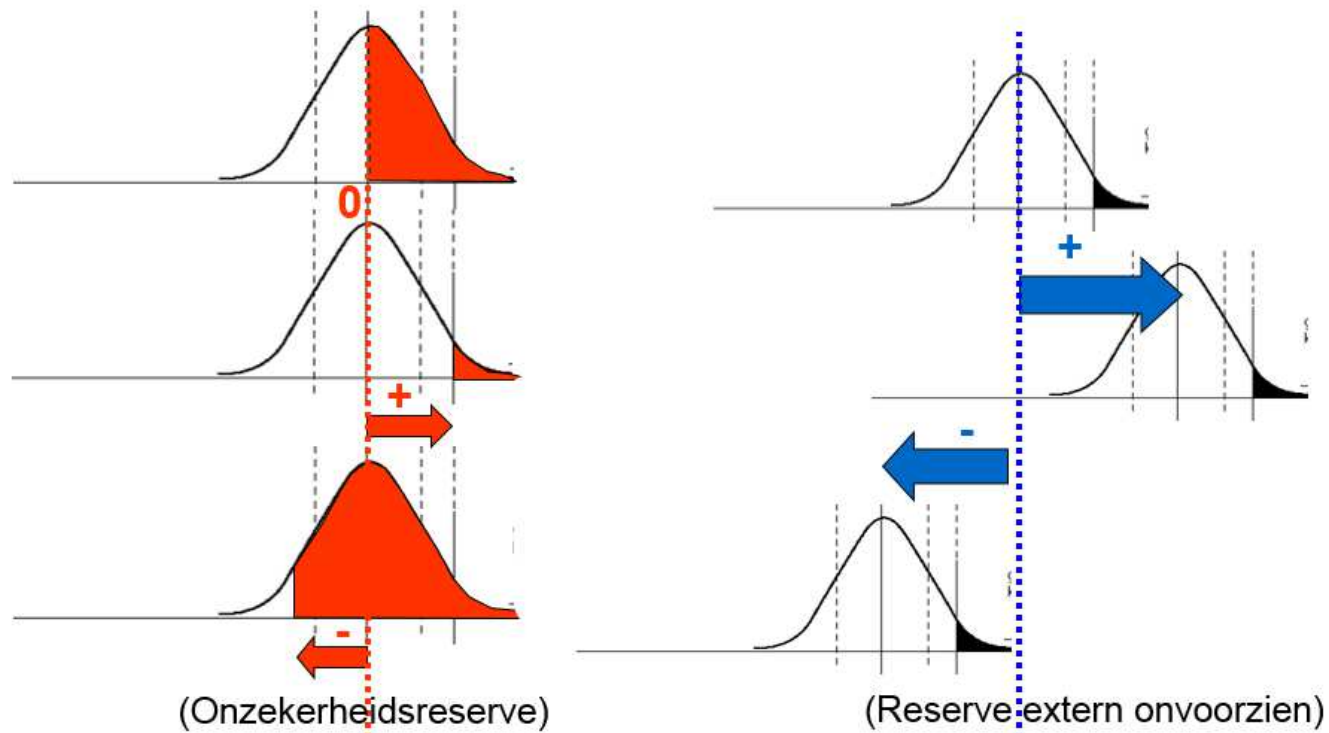 0
+
+
-
-
(Onzekerheidsreserve)
(Reserve extern onvoorzien)